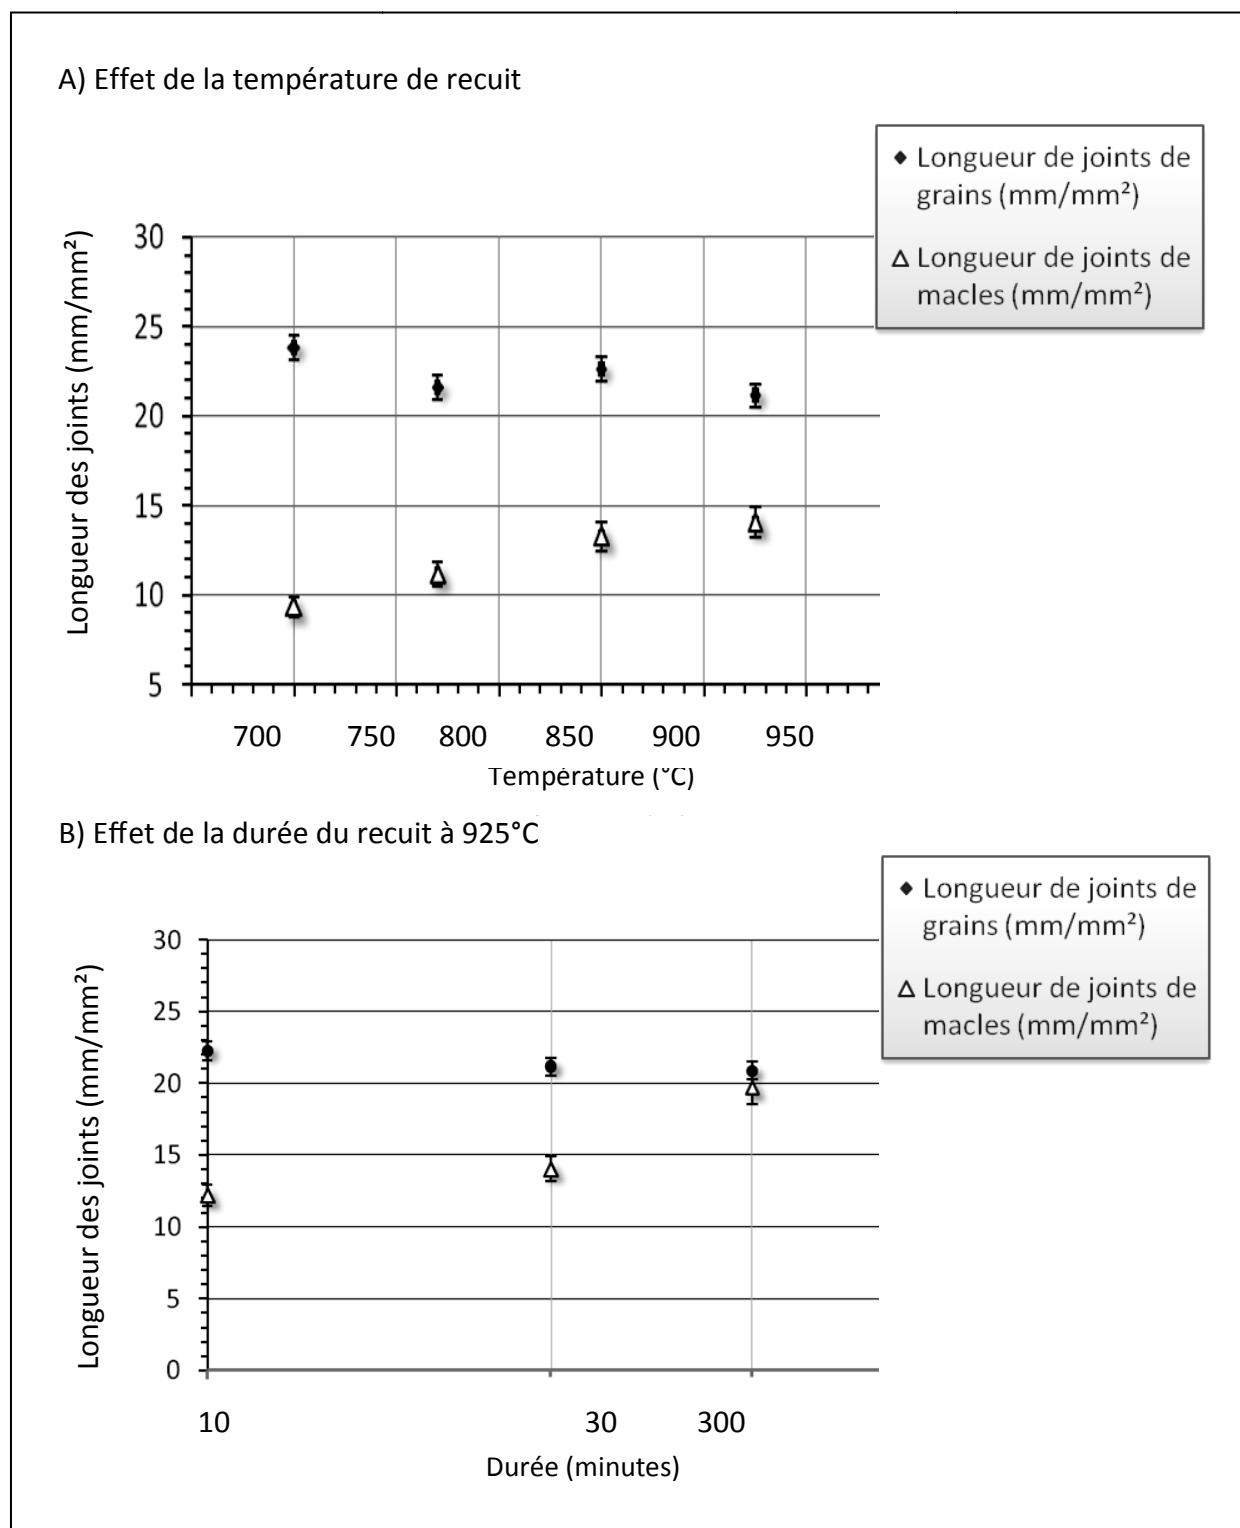 A) Effet de la température de recuit
Longueur de joints de
grains (mm/mm²)
Longueur de joints de
macles (mm/mm²)
Longueur des joints (mm/mm²)
30
25
20
15
10
5
700 750 800 850 900 950
Température (°C)
B) Effet de la durée du recuit à 925°C
Longueur de joints de
grains (mm/mm²)
Longueur de joints de
macles (mm/mm²)
Longueur des joints (mm/mm²)
30
25
20
15
10
5
0
10 30 300
Durée (minutes)